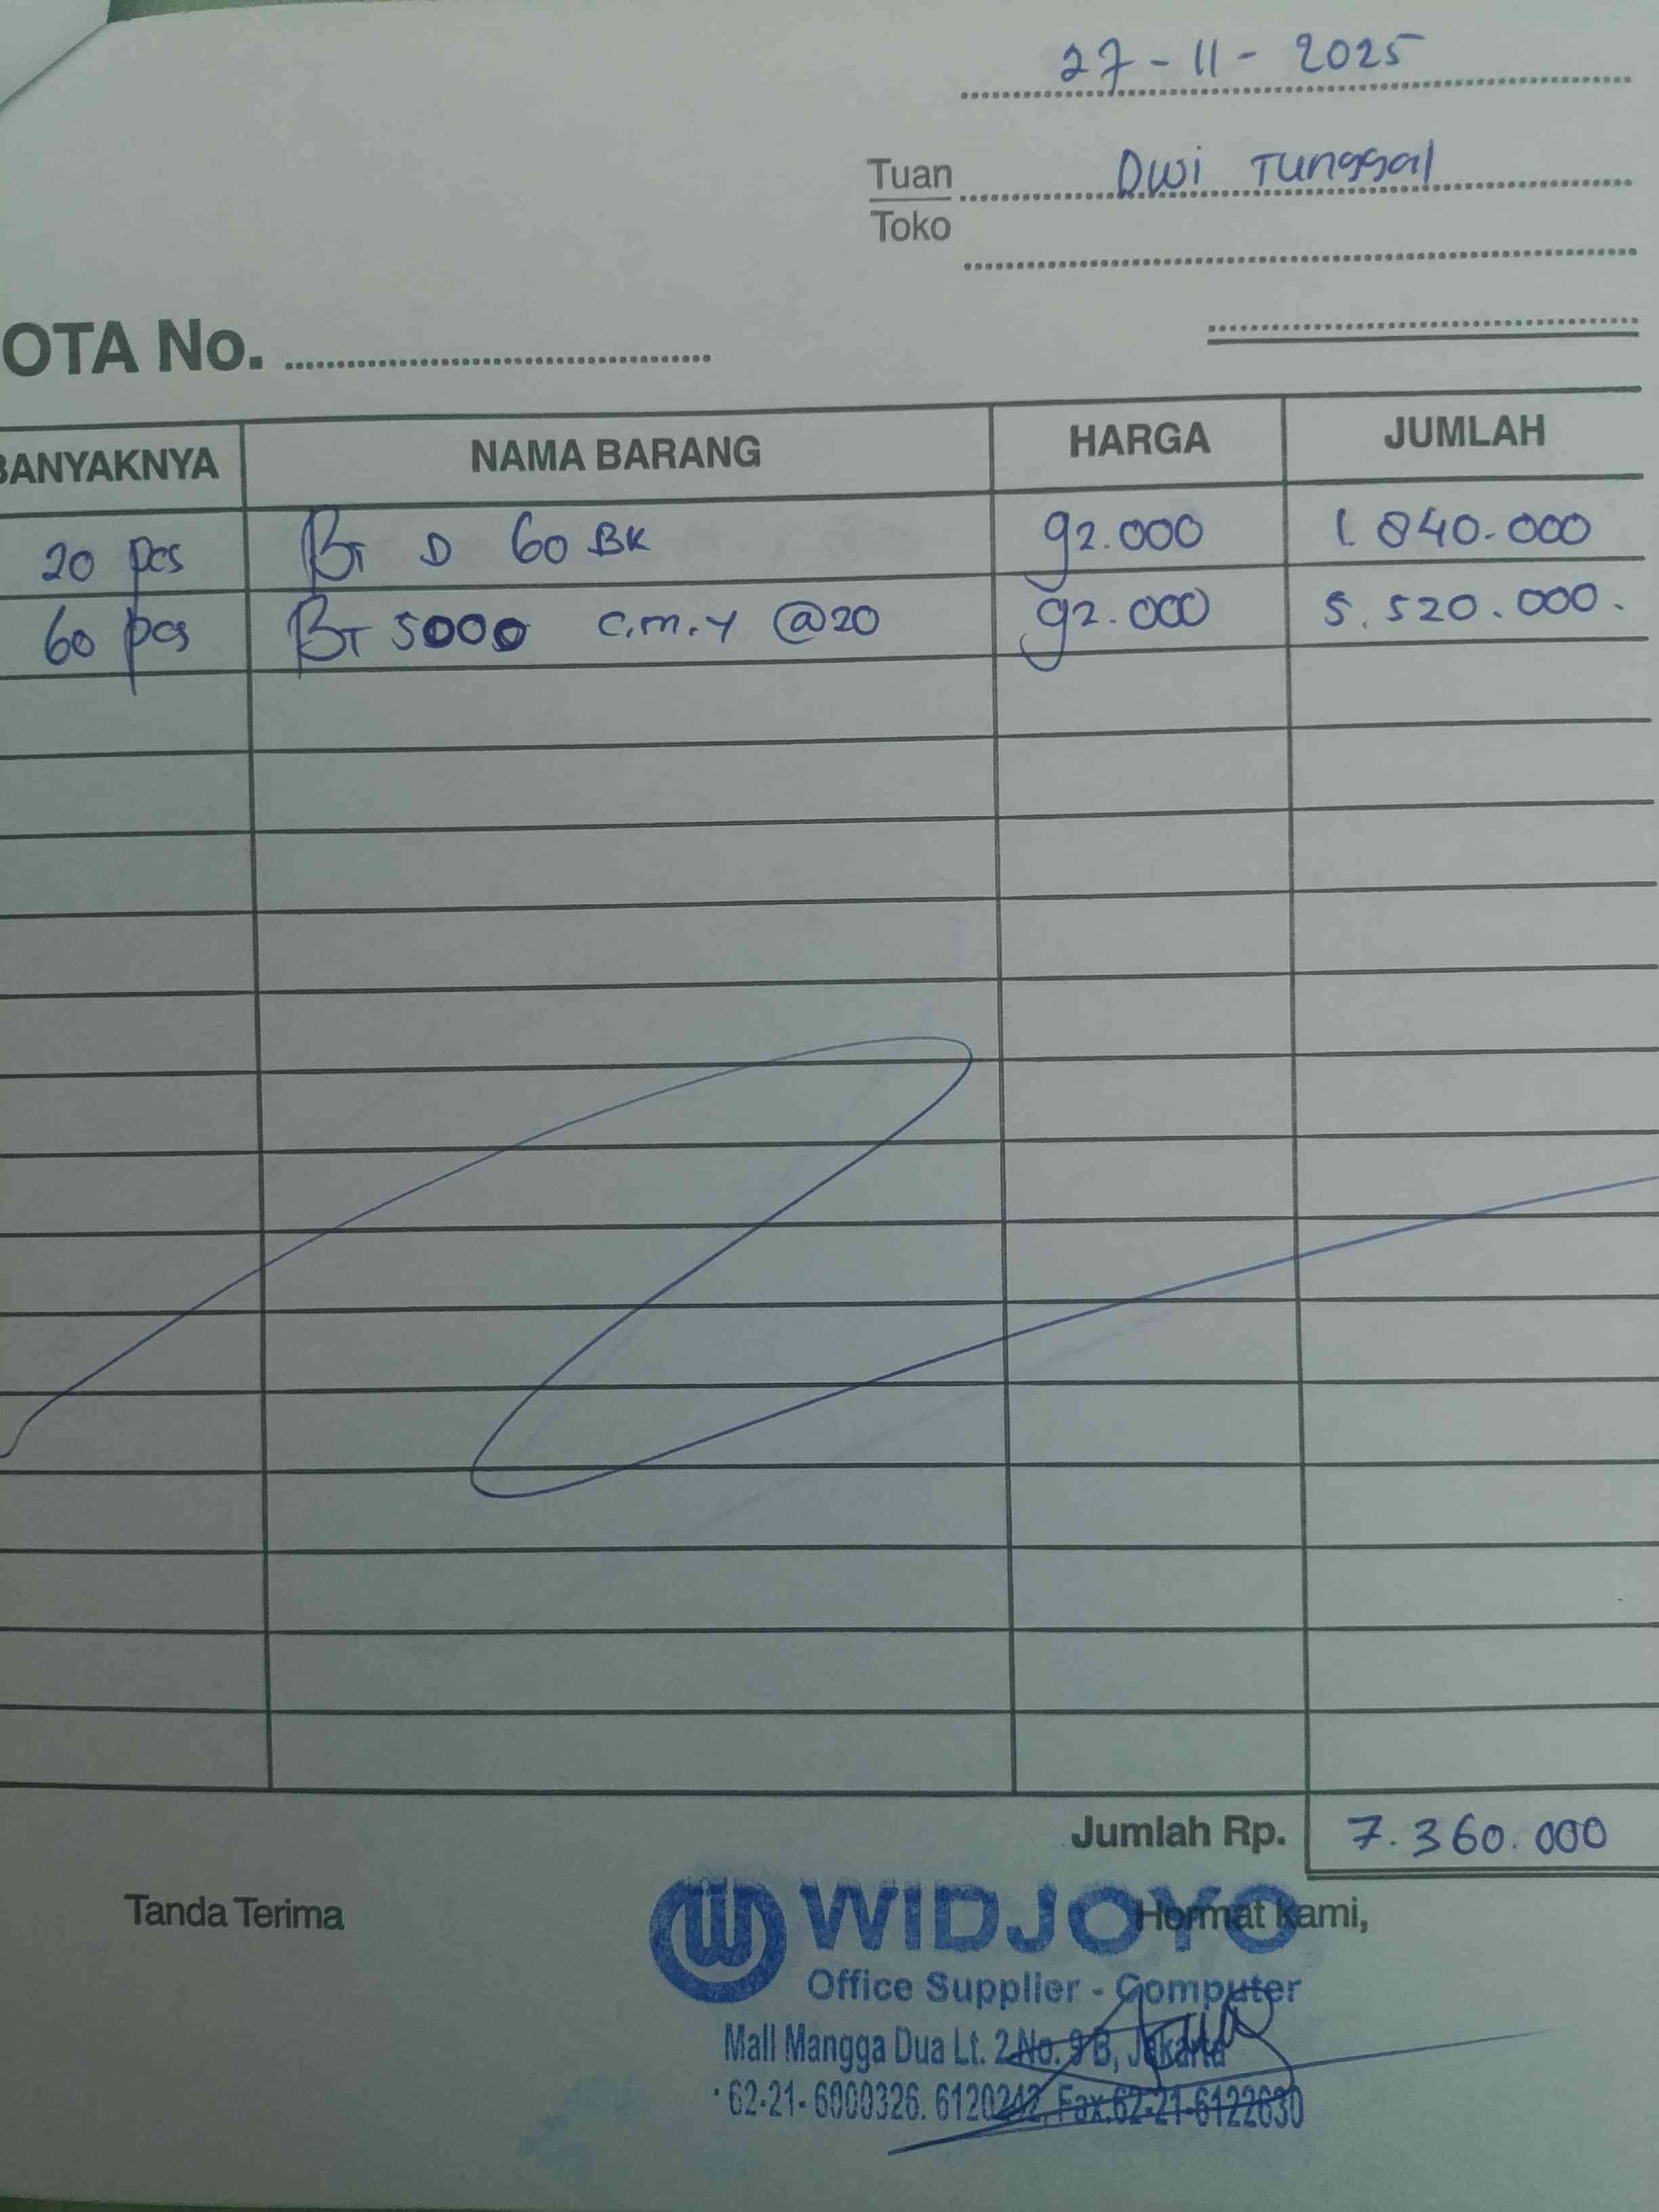 27-11-2025
Tuan Dwi Tunggal
Toko
OTA No.
BANYAKNYA NAMA BARANG HARGA JUMLAH
20 pcs BT D 60 BK 92.000 1.840.000
60 pcs BT 5000 c.m.y @20 92.000 5.520.000.
Jumlah Rp. 7.360.000
Tanda Terima
Hormat kami,
WIDJOYO
Office Supplier - Computer
Mall Mangga Dua Lt. 2 No. 9 B, Jakarta
62-21-6000326. 6120242, Fax.62-21-6122630